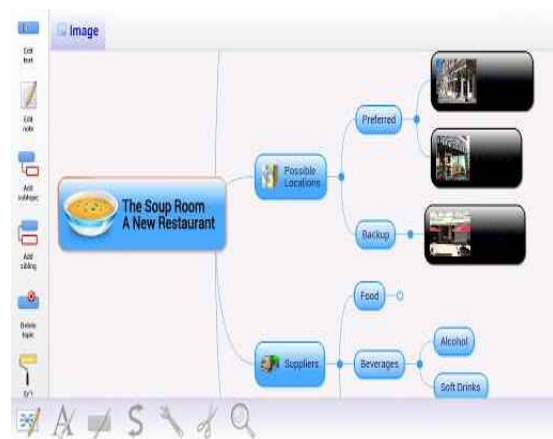 Image
Edit
text
Edit
note
Add
subtopic
Add
sibling
Delete
topic
The Soup Room
A New Restaurant
Possible
Locations
Preferred
Backup
Suppliers
Food
Beverages
Alcohol
Soft Drinks